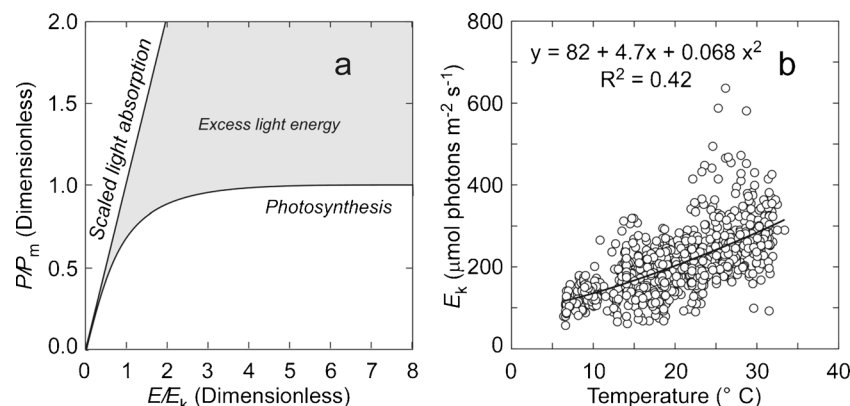 a
2.0
1.5
1.0
0.5
0.0
P/Pm (Dimensionless)
Scaled light absorption
Excess light energy
Photosynthesis
0 1 2 3 4 5 6 7 8
E/Ek (Dimensionless)
b
y = 82 + 4.7x + 0.068 x²
R² = 0.42
800
600
400
200
0
Ek (μmol photons m-2 s-1)
0 10 20 30 40
Temperature (° C)